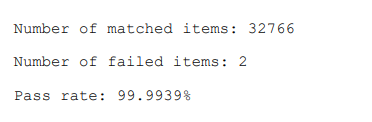 Number of matched items: 32766
Number of failed items: 2
Pass rate: 99.9939%